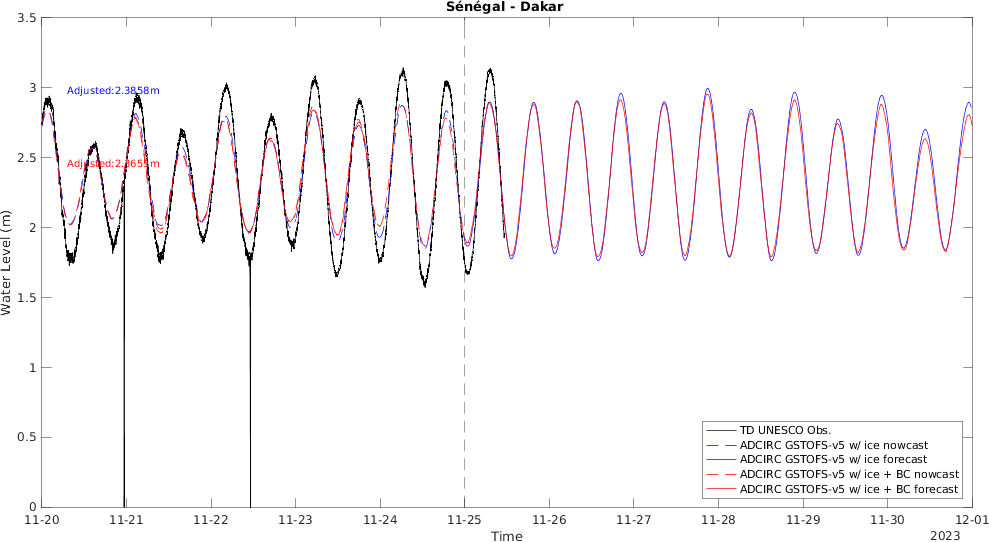 Sénégal - Dakar
3.5
3
2.5
2
1.5
1
0.5
0
Water Level (m)
Adjusted:2.3858m
Adjusted:2.3655m
TD UNESCO Obs.
ADCIRC GSTOFS-v5 w/ ice nowcast
ADCIRC GSTOFS-v5 w/ ice forecast
ADCIRC GSTOFS-v5 w/ ice + BC nowcast
ADCIRC GSTOFS-v5 w/ ice + BC forecast
11-20 11-21 11-22 11-23 11-24 11-25 11-26 11-27 11-28 11-29 11-30 12-01
Time
2023